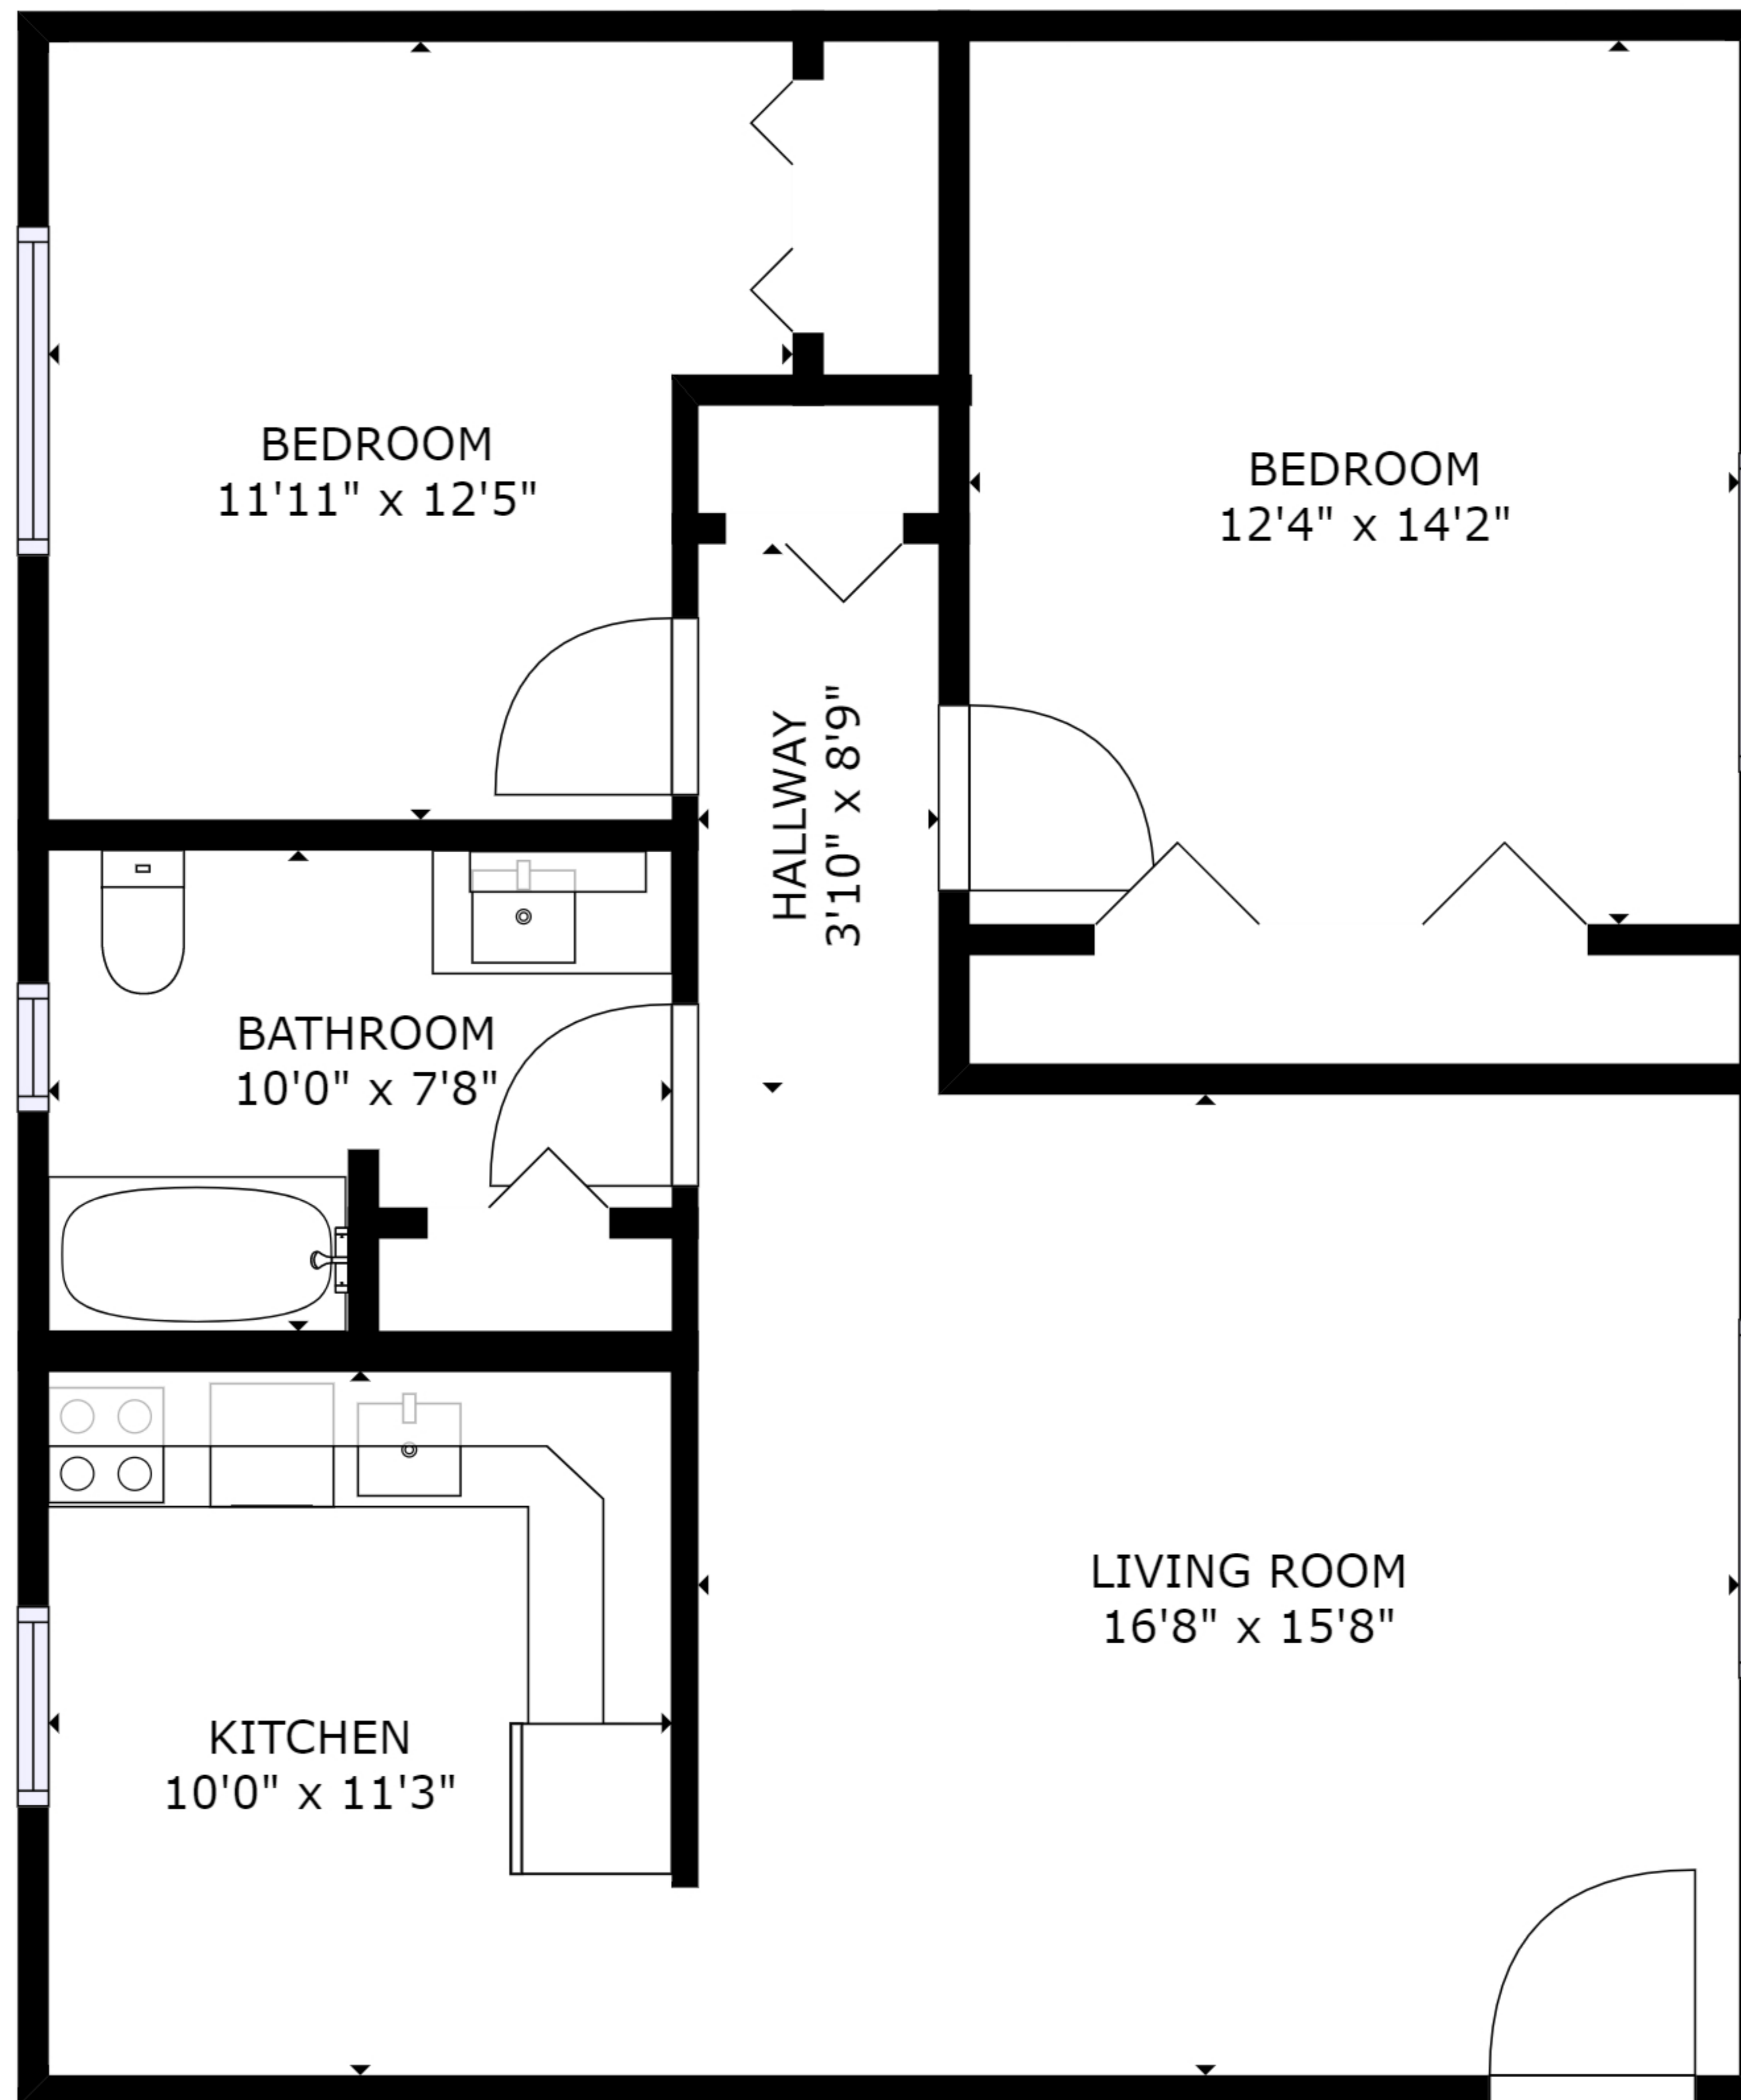 BEDROOM
11'11" x 12'5"
BEDROOM
12'4" x 14'2"
HALLWAY
3'10" x 8'9"
BATHROOM
10'0" x 7'8"
LIVING ROOM
16'8" x 15'8"
KITCHEN
10'0" x 11'3"